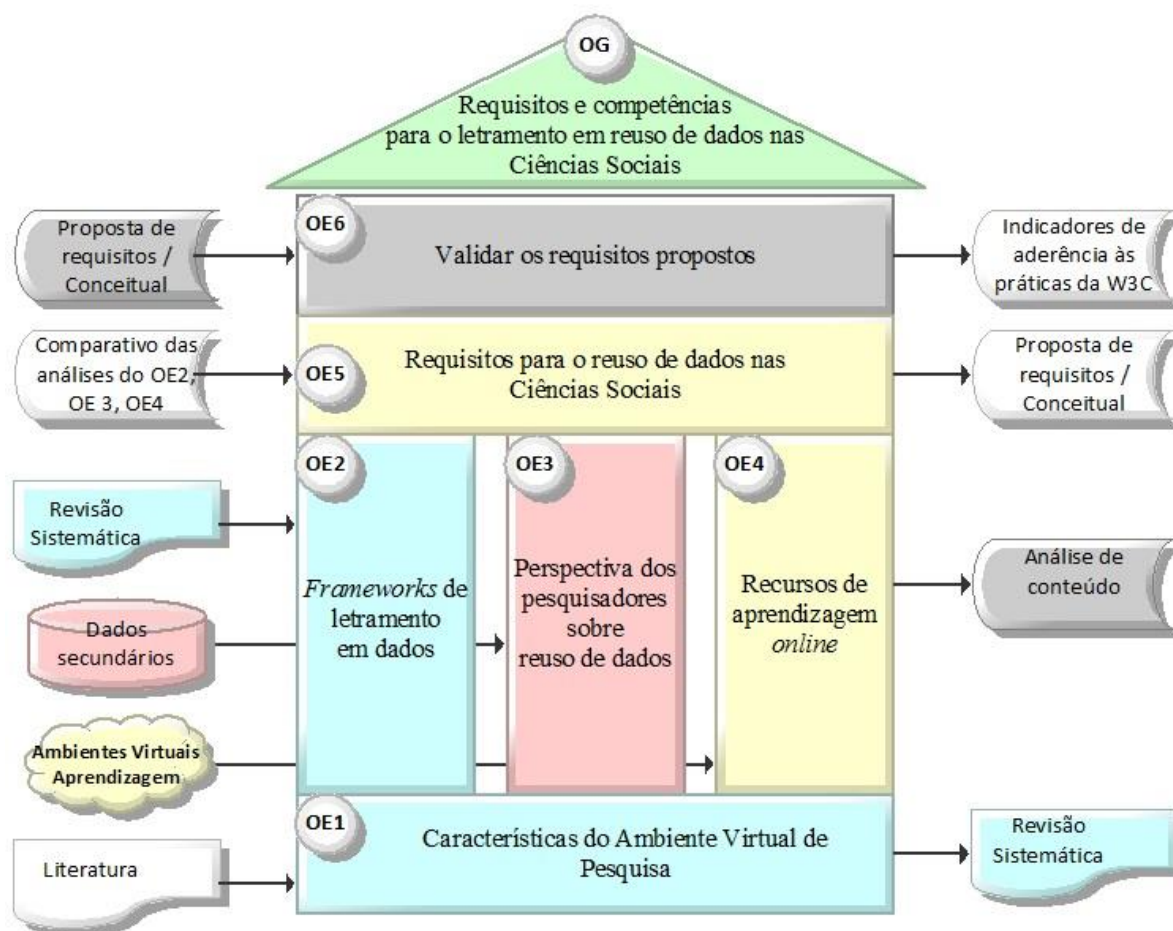 OG
Requisitos e competências
para o letramento em reuso de dados nas
Ciências Sociais
Proposta de
requisitos /
Conceitual
OE6
Validar os requisitos propostos
Indicadores de
aderência às
práticas da W3C
Comparativo das
análises do OE2,
OE 3, OE4
OE5
Requisitos para o reuso de dados nas
Ciências Sociais
Proposta de
requisitos /
Conceitual
Revisão
Sistemática
Dados
secundários
Ambientes Virtuais
Aprendizagem
OE2
Frameworks de
letramento
em dados
OE3
Perspectiva dos
pesquisadores
sobre
reuso de dados
OE4
Recursos de
aprendizagem
online
Análise de
conteúdo
Literatura
OE1
Características do Ambiente Virtual de
Pesquisa
Revisão
Sistemática